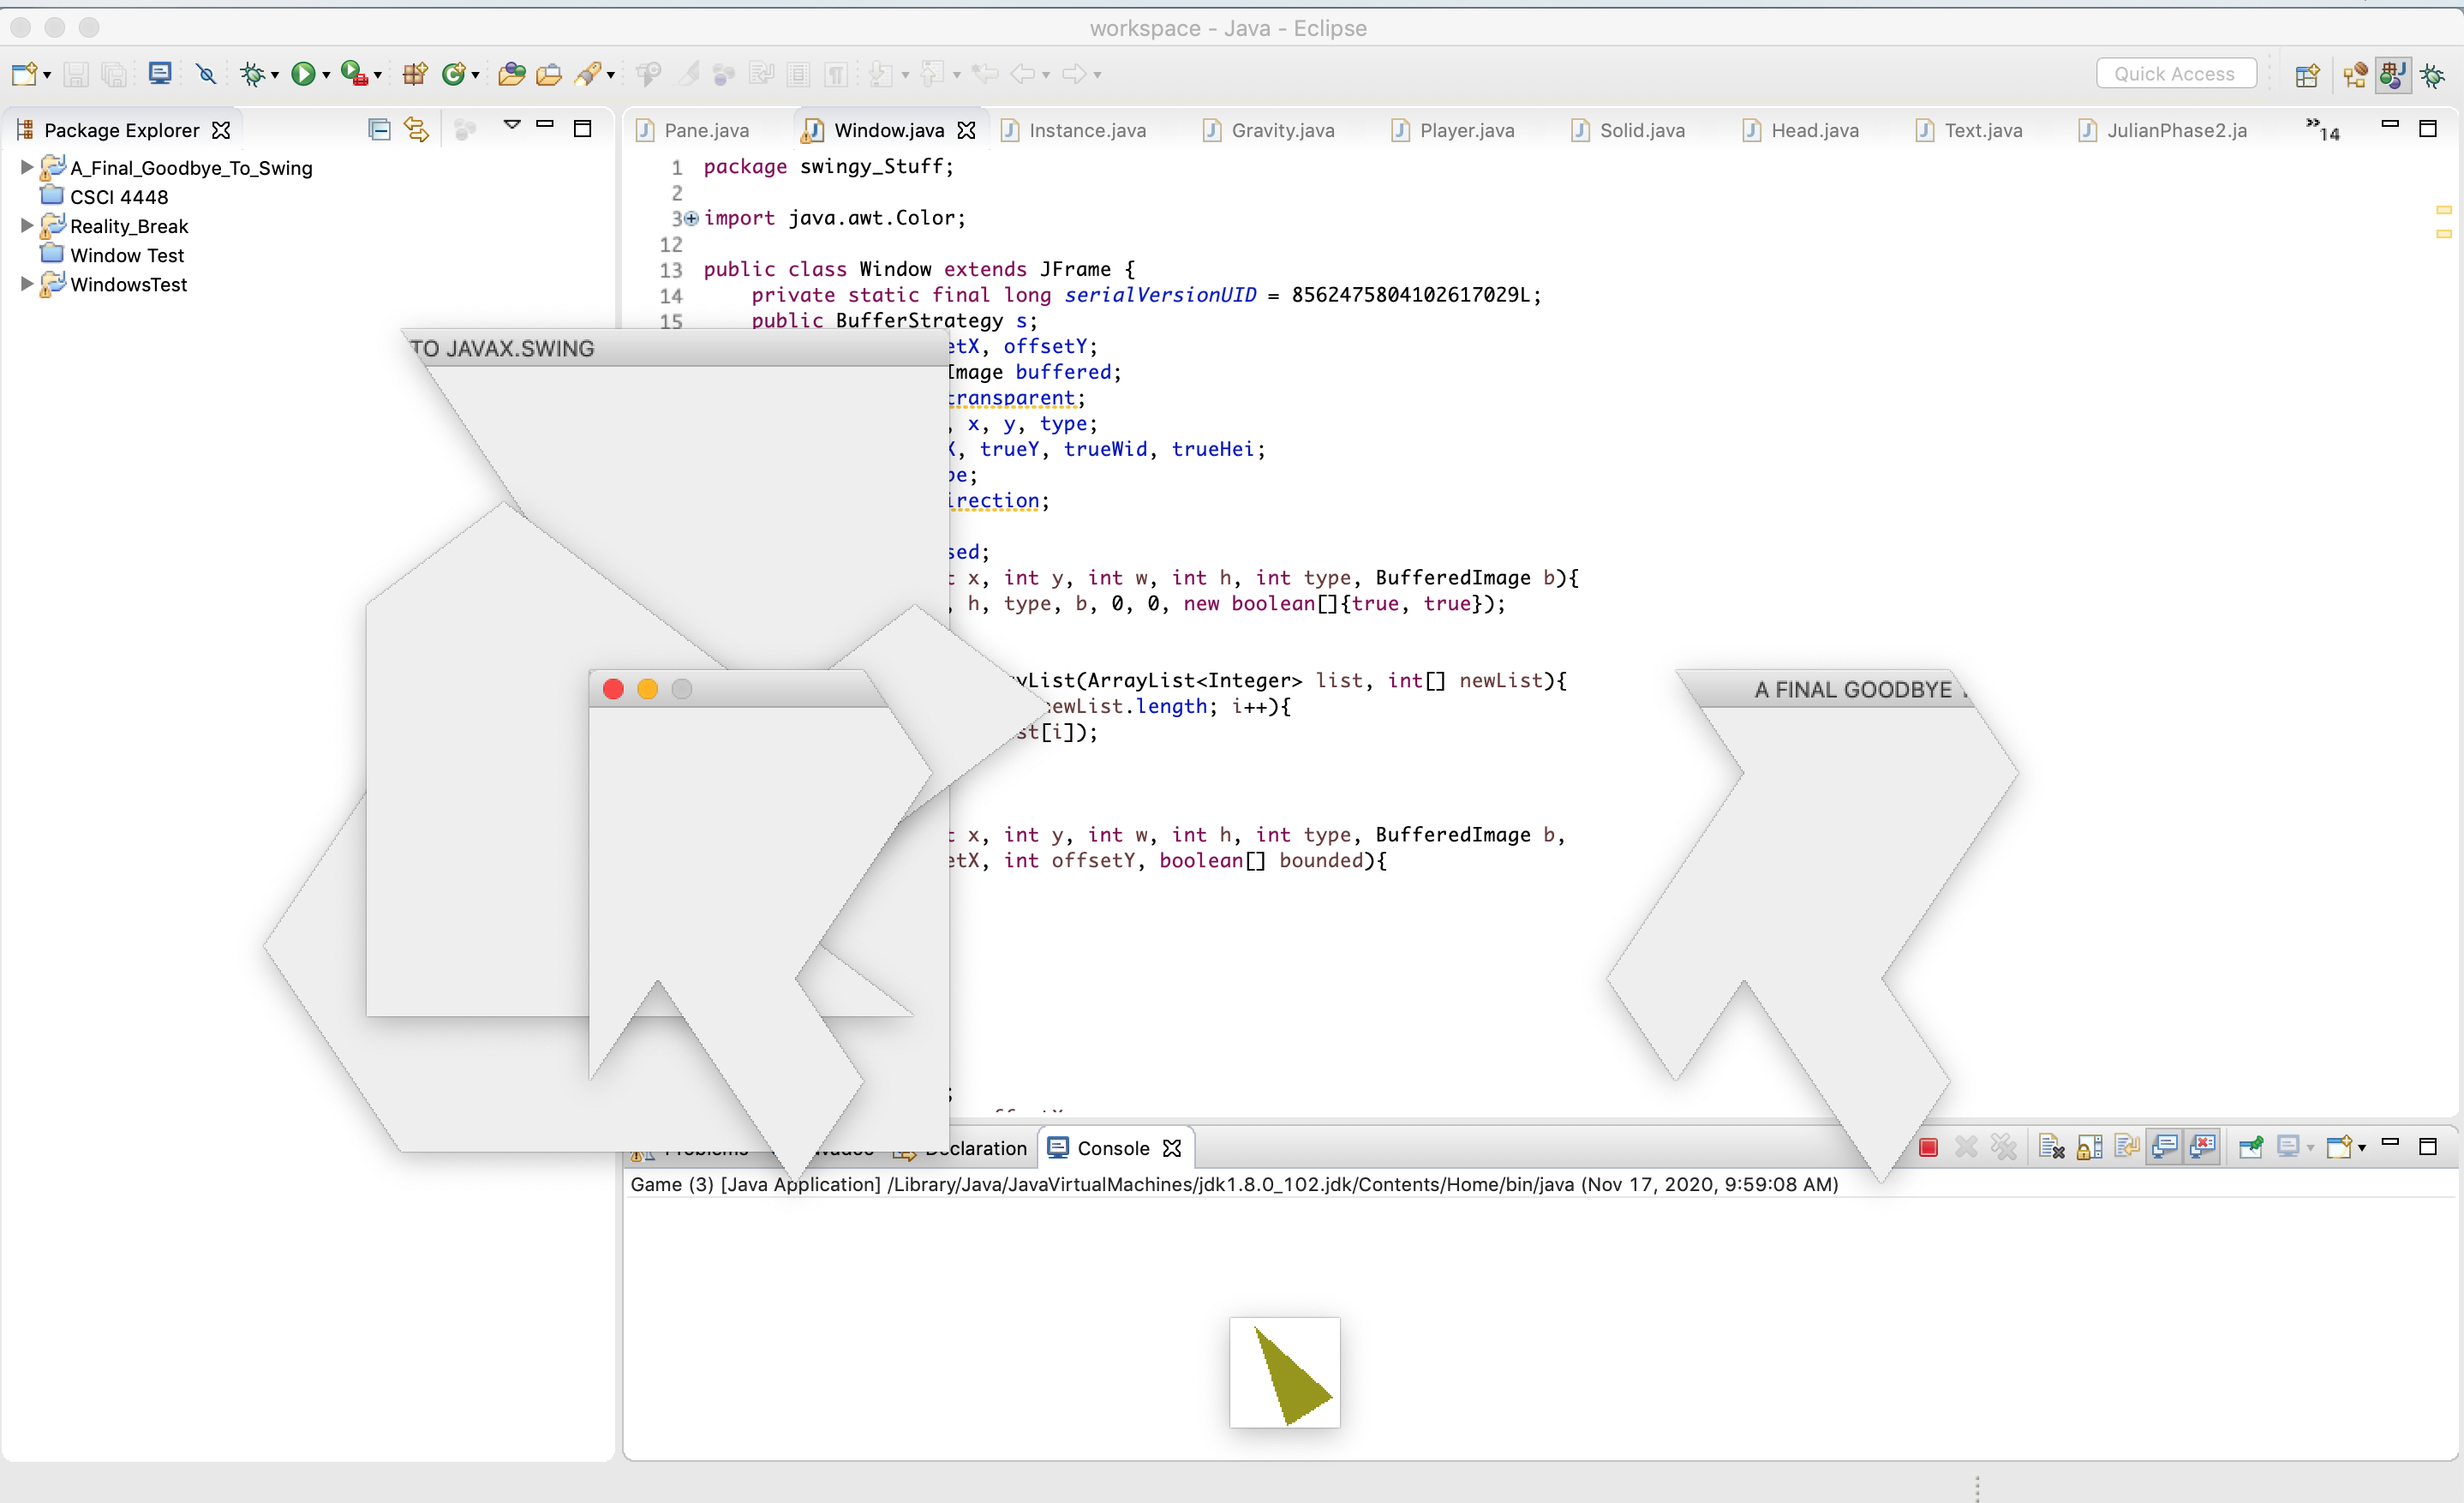 workspace - Java - Eclipse
Quick Access
Package Explorer
A_Final_Goodbye_To_Swing
CSCI 4448
Reality_Break
Window Test
WindowsTest
Pane.java Window.java Instance.java Gravity.java Player.java Solid.java Head.java Text.java JulianPhase2.ja »14
1 package swingy_Stuff;
2
3 import java.awt.Color;
12
13 public class Window extends JFrame {
14 private static final long serialVersionUID = 8562475804102617029L;
15 public BufferStrategy s;
TO JAVAX.SWING
etX, offsetY;
Image buffered;
transparent;
, x, y, type;
X, trueY, trueWid, trueHei;
pe;
irection;
sed;
t x, int y, int w, int h, int type, BufferedImage b){
, h, type, b, 0, 0, new boolean[]{true, true});
yList(ArrayList<Integer> list, int[] newList){
newList.length; i++){
st[i]);
A FINAL GOODBYE
t x, int y, int w, int h, int type, BufferedImage b,
etX, int offsetY, boolean[] bounded){
;
Declaration Console
Game (3) [Java Application] /Library/Java/JavaVirtualMachines/jdk1.8.0_102.jdk/Contents/Home/bin/java (Nov 17, 2020, 9:59:08 AM)